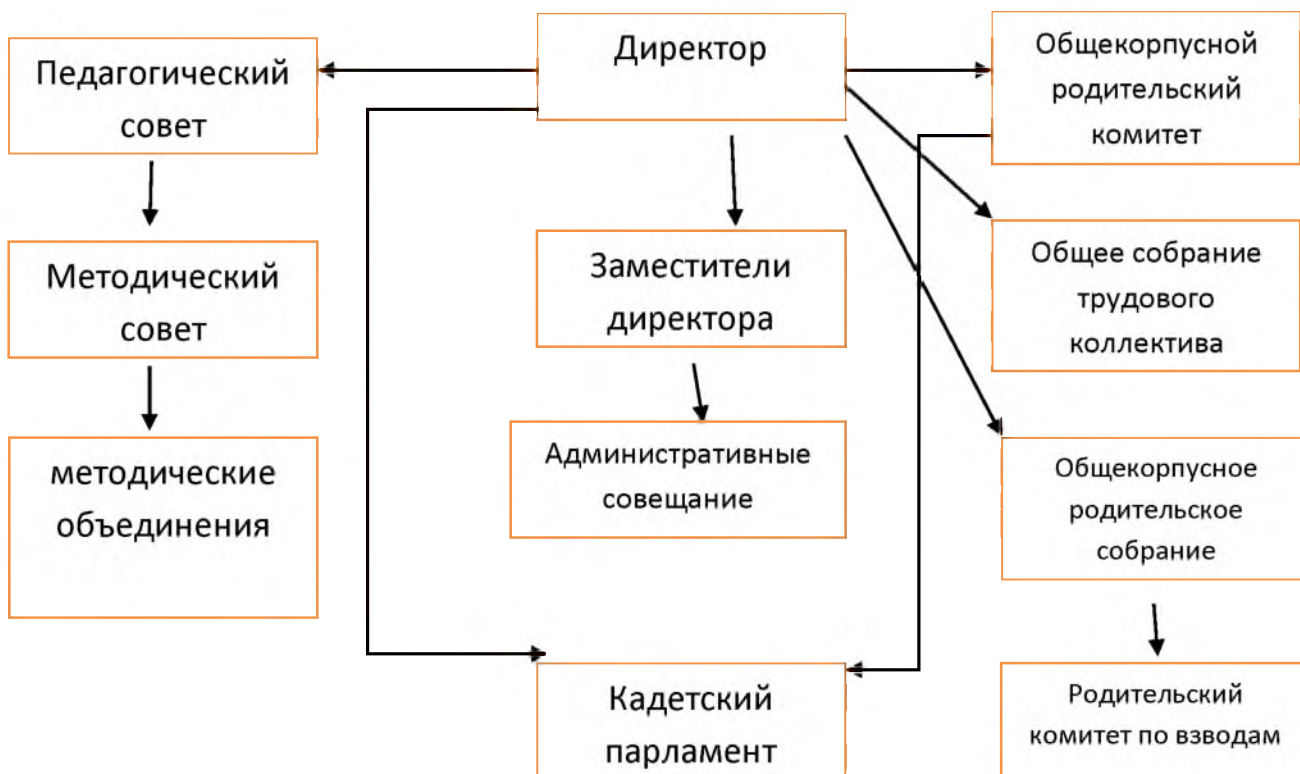 Директор
Педагогический
совет
Общекорпусной
родительский
комитет
Методический
совет
Заместители
директора
Общее собрание
трудового
коллектива
методические
объединения
Административные
совещание
Общекорпусное
родительское
собрание
Кадетский
парламент
Родительский
комитет по взводам